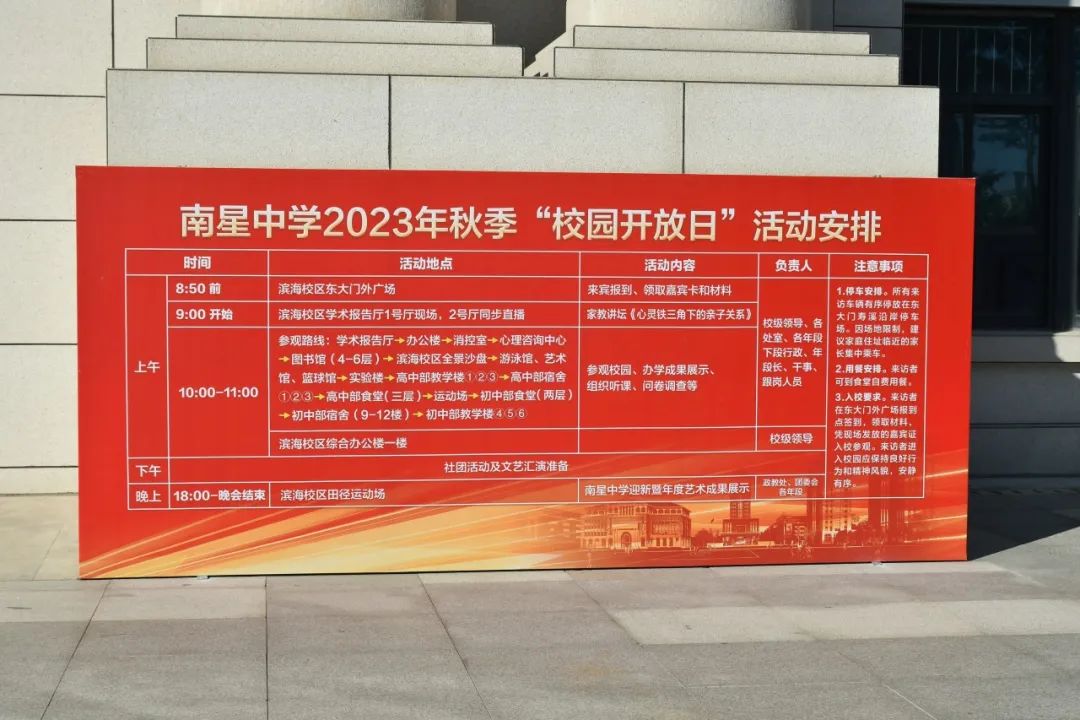 南星中学2023年秋季“校园开放日”活动安排
时间
活动地点
活动内容
负责人
注意事项
上午
8:50 前
滨海校区东大门外广场
来宾报到、领取嘉宾卡和材料
9:00 开始
滨海校区学术报告厅1号厅现场，2号厅同步直播
家教讲坛《心灵铁三角下的亲子关系》
10:00-11:00
参观路线：学术报告厅→办公楼→消控室→心理咨询中心
→图书馆（4-6层）→滨海校区全景沙盘→游泳馆、艺术
馆、篮球馆→实验楼→高中部教学楼①②③→高中部宿舍
①②③→高中部食堂（三层）→运动场→初中部食堂（两层）
→初中部宿舍（9-12楼）→初中部教学楼④⑤⑥
参观校园、办学成果展示、
组织听课、问卷调查等
校级领导、各
处室、各年段
下段行政、年
段长、干事、
跟岗人员
滨海校区综合办公楼一楼
校级领导
下午
社团活动及文艺汇演准备
晚上
18:00-晚会结束
滨海校区田径运动场
南星中学迎新暨年度艺术成果展示
政教处、团委会
各年段
1.停车安排。所有来
访车辆有序停放在东
大门寿溪沿岸停车
场。因场地限制，建
议家庭住址临近的家
长集中乘车。
2.用餐安排。来访者
可到食堂自费用餐。
3.入校要求。来访者
在东大门外广场报到
点签到，领取材料、
凭现场发放的嘉宾证
入校参观。来访者进
入校园应保持良好行
为和精神风貌，安静
有序。